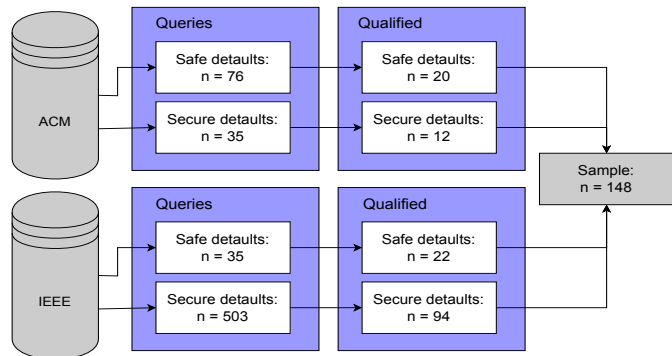 Queries
Qualified
Safe detaults:
n = 76
Safe detaults:
n = 20
ACM
Secure detaults:
n = 35
Secure detaults:
n = 12
Sample:
n = 148
Queries
Qualified
Safe detaults:
n = 35
Safe detaults:
n = 22
IEEE
Secure detaults:
n = 503
Secure detaults:
n = 94